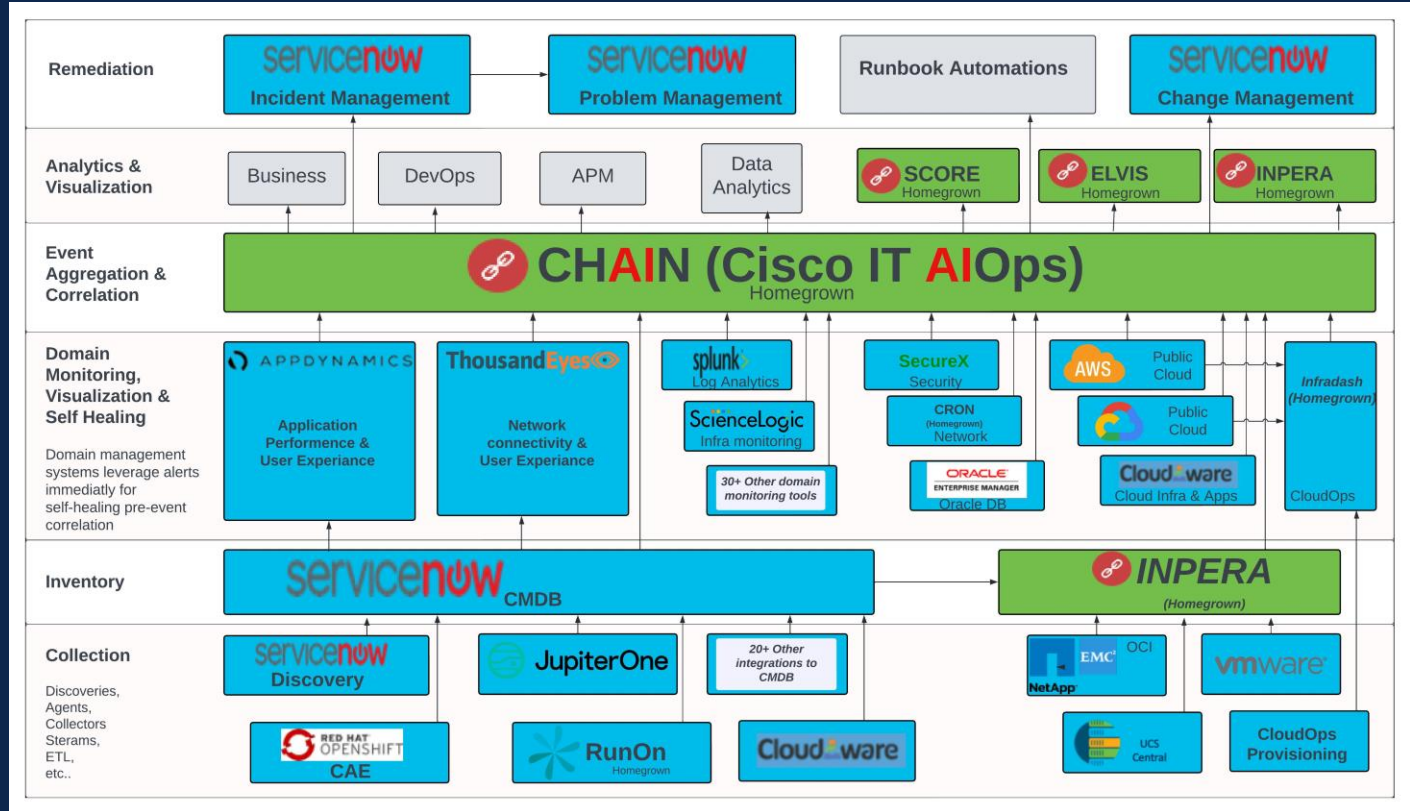 Remediation
servicenow
Incident Management
servicenow
Problem Management
Runbook Automations
servicenow
Change Management
Analytics &
Visualization
Business
DevOps
APM
Data
Analytics
SCORE
Homegrown
ELVIS
Homegrown
INPERA
Homegrown
Event
Aggregation &
Correlation
CHAIN (Cisco IT AIOps)
Homegrown
Domain
Monitoring,
Visualization &
Self Healing
Domain management
systems leverage alerts
immediatly for
self-healing pre-event
correlation
APPDYNAMICS
Application
Performence &
User Experiance
ThousandEyes
Network
connectivity &
User Experiance
splunk>
Log Analytics
ScienceLogic
Infra monitoring
30+ Other domain
monitoring tools
SecureX
Security
CRON
(Homegrown)
Network
ORACLE
ENTERPRISE MANAGER
Oracle DB
AWS
Public
Cloud
Public
Cloud
Cloudaware
Cloud Infra & Apps
Infradash
(Homegrown)
CloudOps
Inventory
servicenow
CMDB
INPERA
(Homegrown)
Collection
Discoveries,
Agents,
Collectors
Sterams,
ETL,
etc..
servicenow
Discovery
JupiterOne
20+ Other
integrations to
CMDB
NetApp
EMC²
OCI
vmware
RED HAT
OPENSHIFT
CAE
RunOn
Homegrown
Cloudaware
UCS
Central
CloudOps
Provisioning